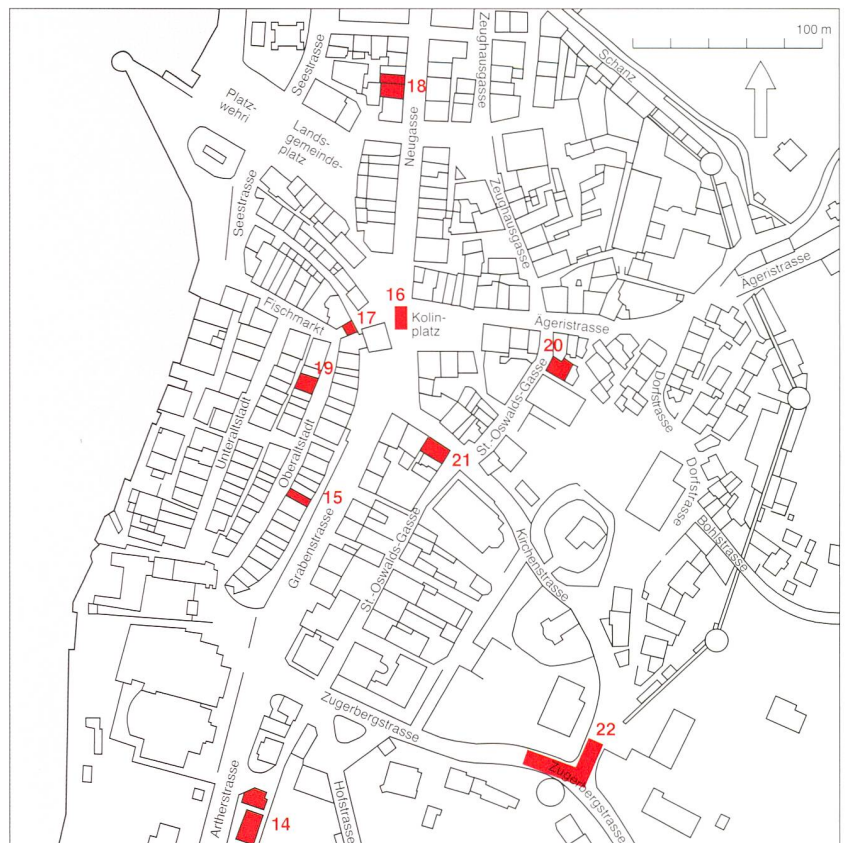 100 m
Seestrasse
Zeughausgasse
Schanz
18
Platz-
wehri
Neugasse
Lands-
gemeinde-
platz
Zeughausgasse
Seestrasse
Ägeristrasse
16
Fischmarkt
17
Kolin-
platz
Ägeristrasse
20
19
Dorfstrasse
Unteraltstadt
St.-Oswalds-Gasse
Oberaltstadt
21
15
Dorfstrasse
Bohlstrasse
Grabenstrasse
St.-Oswalds-Gasse
Kirchenstrasse
Zugerbergstrasse
22
Zugerbergstrasse
Artherstrasse
Hofstrasse
14